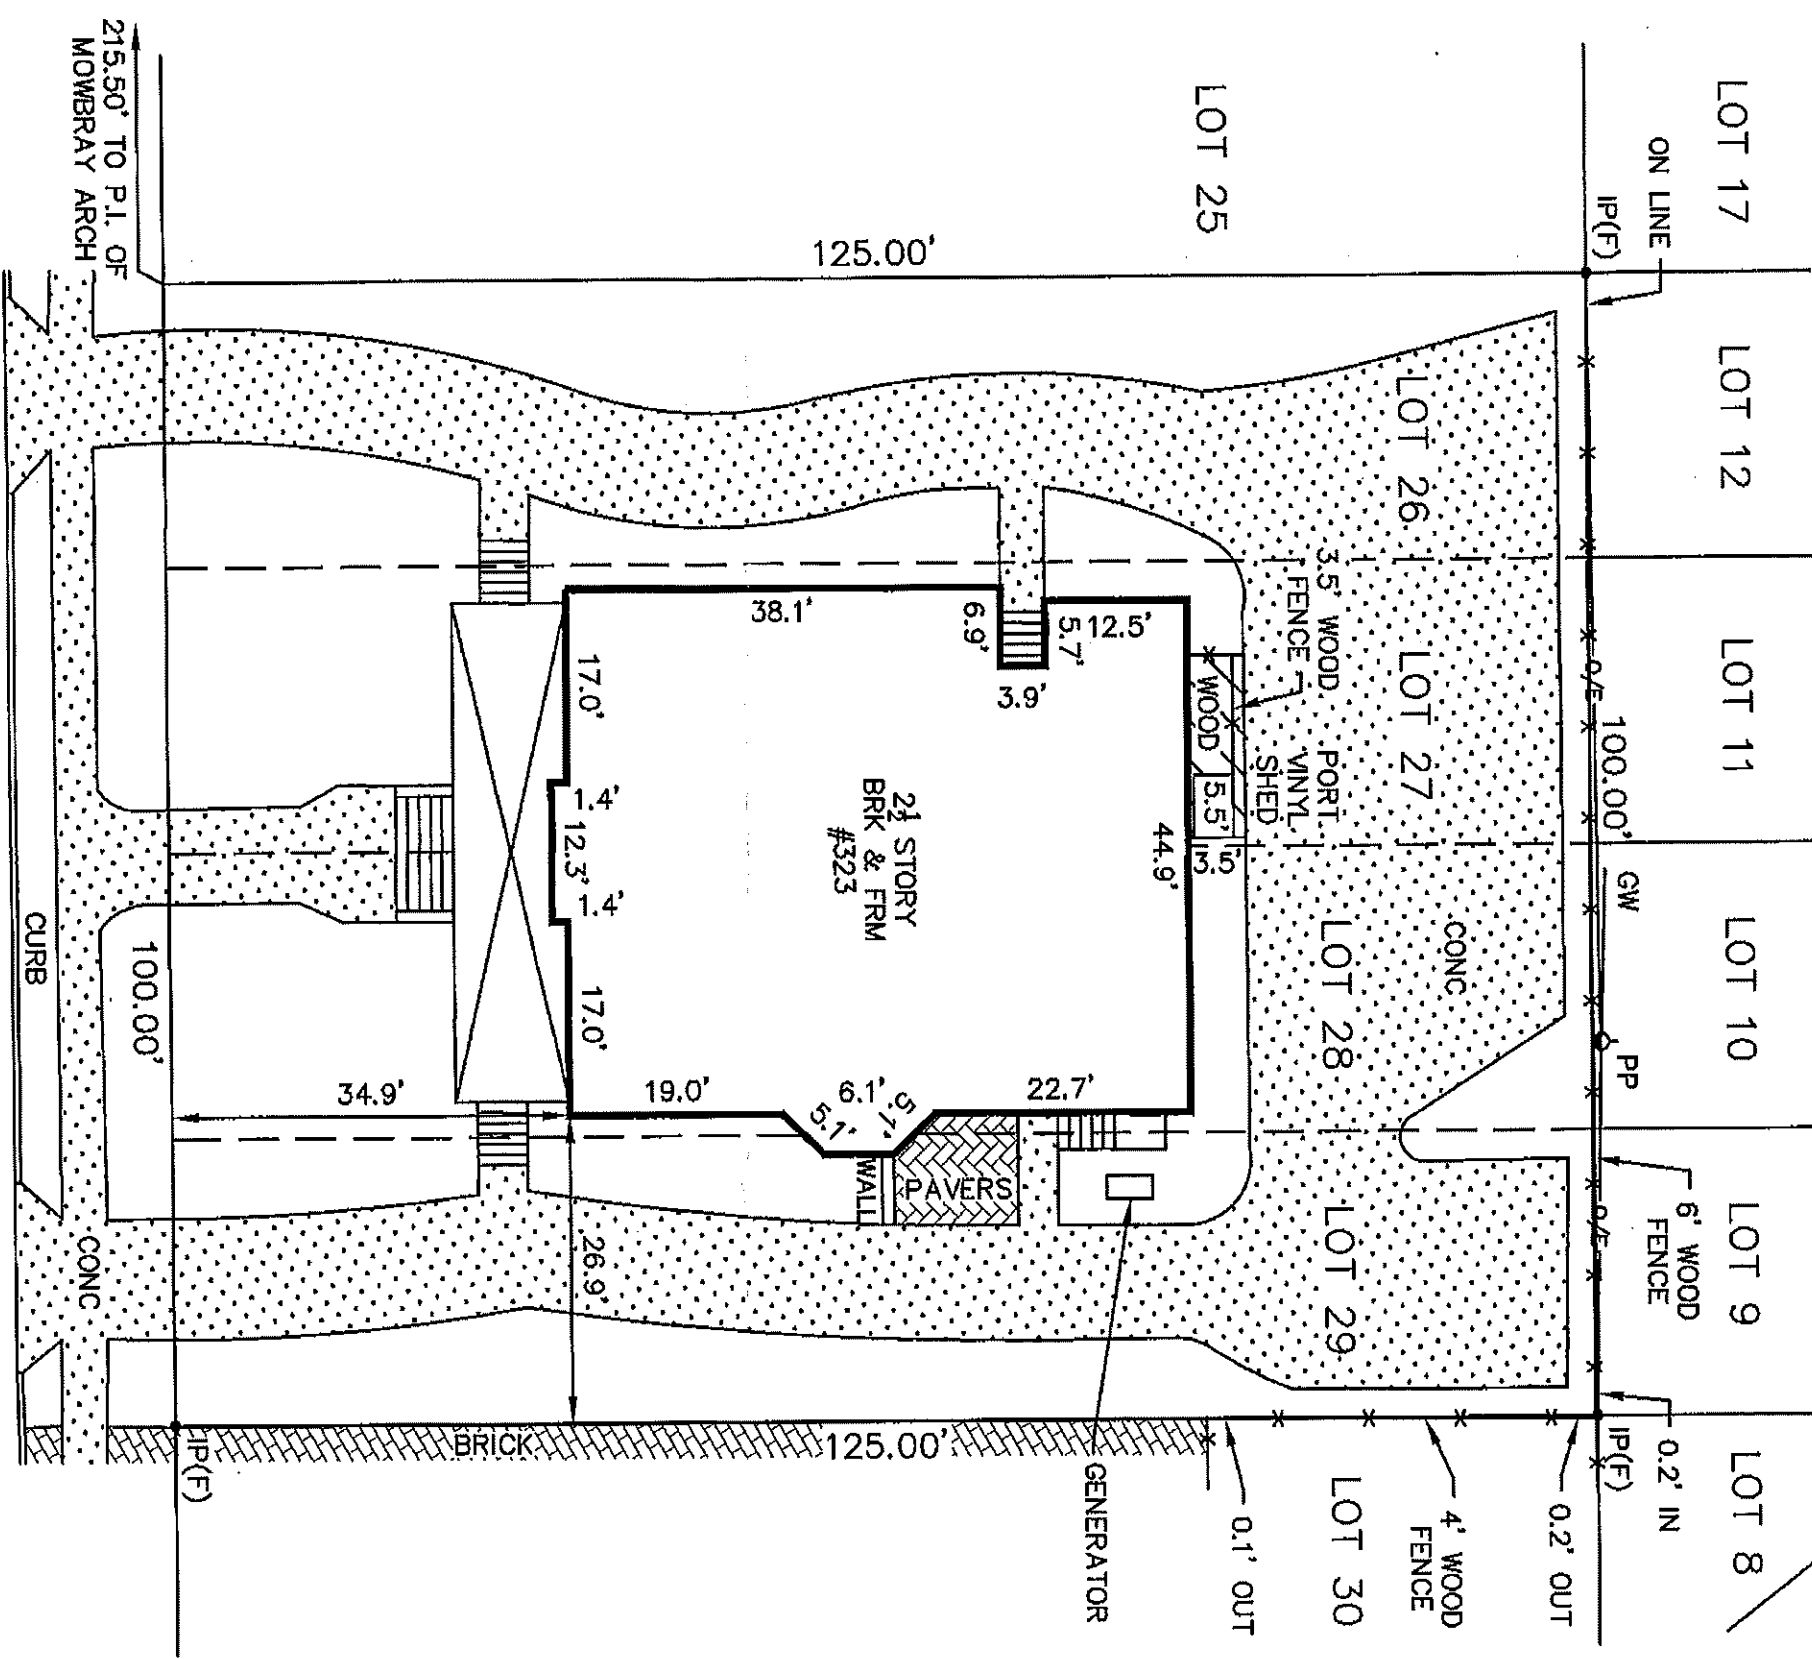 LOT 17
LOT 12
LOT 11
LOT 10
LOT 9
LOT 8
ON LINE
IP(F)
O/E
100.00'
GW
PP
O/E
6' WOOD
FENCE
0.2' IN
IP(F)
LOT 25
125.00'
LOT 26
LOT 27
LOT 28
LOT 29
LOT 30
CONC
3.5' WOOD
FENCE
PORT.
VINYL
SHED
WOOD
5.5'
3.5'
44.9'
12.5'
5.7'
6.9'
3.9'
38.1'
2½ STORY
BRK & FRM
#323
17.0'
1.4'
12.3'
1.4'
17.0'
19.0'
5.1'
6.1'
5.7'
22.7'
WALL
PAVERS
34.9'
26.9'
0.2' OUT
4' WOOD
FENCE
0.1' OUT
GENERATOR
125.00'
BRICK
IP(F)
100.00'
CONC
CURB
215.50' TO P.I. OF
MOWBRAY ARCH